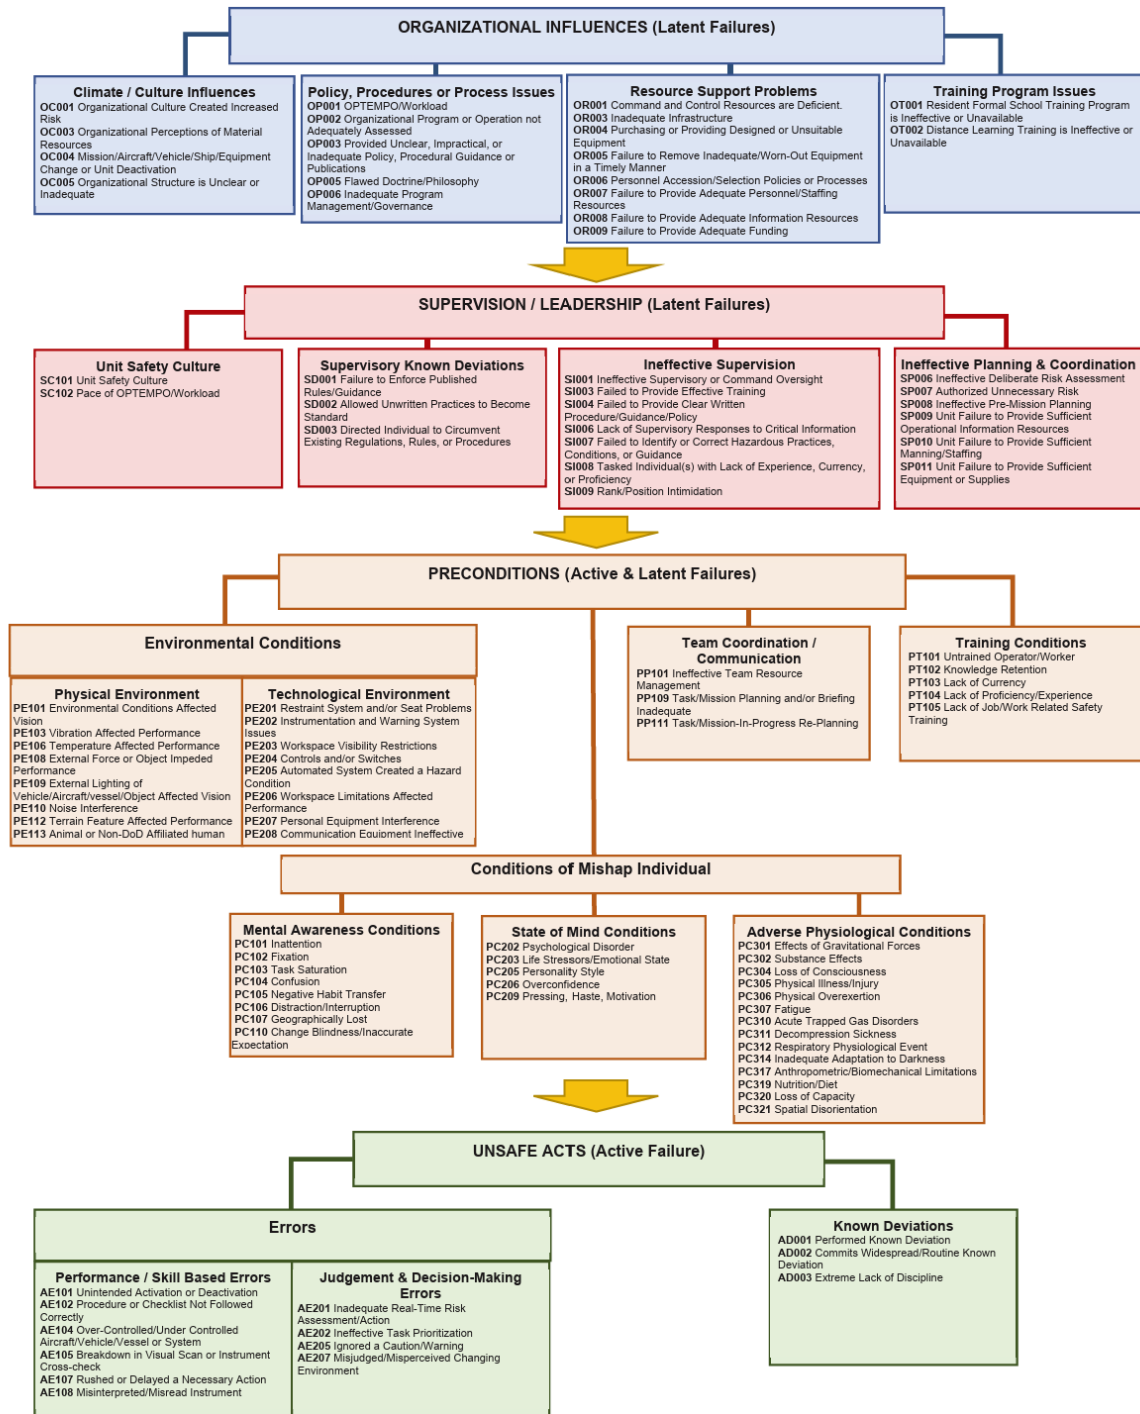 ORGANIZATIONAL INFLUENCES (Latent Failures)
Climate / Culture Influences
OC001 Organizational Culture Created Increased
Risk
OC003 Organizational Perceptions of Material
Resources
OC004 Mission/Aircraft/Vehicle/Ship/Equipment
Change or Unit Deactivation
OC005 Organizational Structure is Unclear or
Inadequate
Policy, Procedures or Process Issues
OP001 OPTEMPO/Workload
OP002 Organizational Program or Operation not
Adequately Assessed
OP003 Provided Unclear, Impractical, or
Inadequate Policy, Procedural Guidance or
Publications
OP005 Flawed Doctrine/Philosophy
OP006 Inadequate Program
Management/Governance
Resource Support Problems
OR001 Command and Control Resources are Deficient.
OR003 Inadequate Infrastructure
OR004 Purchasing or Providing Designed or Unsuitable
Equipment
OR005 Failure to Remove Inadequate/Worn-Out Equipment
in a Timely Manner
OR006 Personnel Accession/Selection Policies or Processes
OR007 Failure to Provide Adequate Personnel/Staffing
Resources
OR008 Failure to Provide Adequate Information Resources
OR009 Failure to Provide Adequate Funding
Training Program Issues
OT001 Resident Formal School Training Program
is Ineffective or Unavailable
OT002 Distance Learning Training is Ineffective or
Unavailable
SUPERVISION / LEADERSHIP (Latent Failures)
Unit Safety Culture
SC101 Unit Safety Culture
SC102 Pace of OPTEMPO/Workload
Supervisory Known Deviations
SD001 Failure to Enforce Published
Rules/Guidance
SD002 Allowed Unwritten Practices to Become
Standard
SD003 Directed Individual to Circumvent
Existing Regulations, Rules, or Procedures
Ineffective Supervision
SI001 Ineffective Supervisory or Command Oversight
SI003 Failed to Provide Effective Training
SI004 Failed to Provide Clear Written
Procedure/Guidance/Policy
SI006 Lack of Supervisory Responses to Critical Information
SI007 Failed to Identify or Correct Hazardous Practices,
Conditions, or Guidance
SI008 Tasked Individual(s) with Lack of Experience, Currency,
or Proficiency
SI009 Rank/Position Intimidation
Ineffective Planning & Coordination
SP006 Ineffective Deliberate Risk Assessment
SP007 Authorized Unnecessary Risk
SP008 Ineffective Pre-Mission Planning
SP009 Unit Failure to Provide Sufficient
Operational Information Resources
SP010 Unit Failure to Provide Sufficient
Manning/Staffing
SP011 Unit Failure to Provide Sufficient
Equipment or Supplies
PRECONDITIONS (Active & Latent Failures)
Environmental Conditions
Physical Environment
PE101 Environmental Conditions Affected
Vision
PE103 Vibration Affected Performance
PE106 Temperature Affected Performance
PE108 External Force or Object Impeded
Performance
PE109 External Lighting of
Vehicle/Aircraft/vessel/Object Affected Vision
PE110 Noise Interference
PE112 Terrain Feature Affected Performance
PE113 Animal or Non-DoD Affiliated human
Technological Environment
PE201 Restraint System and/or Seat Problems
PE202 Instrumentation and Warning System
Issues
PE203 Workspace Visibility Restrictions
PE204 Controls and/or Switches
PE205 Automated System Created a Hazard
Condition
PE206 Workspace Limitations Affected
Performance
PE207 Personal Equipment Interference
PE208 Communication Equipment Ineffective
Team Coordination /
Communication
PP101 Ineffective Team Resource
Management
PP109 Task/Mission Planning and/or Briefing
Inadequate
PP111 Task/Mission-In-Progress Re-Planning
Training Conditions
PT101 Untrained Operator/Worker
PT102 Knowledge Retention
PT103 Lack of Currency
PT104 Lack of Proficiency/Experience
PT105 Lack of Job/Work Related Safety
Training
Conditions of Mishap Individual
Mental Awareness Conditions
PC101 Inattention
PC102 Fixation
PC103 Task Saturation
PC104 Confusion
PC105 Negative Habit Transfer
PC106 Distraction/Interruption
PC107 Geographically Lost
PC110 Change Blindness/Inaccurate
Expectation
State of Mind Conditions
PC202 Psychological Disorder
PC203 Life Stressors/Emotional State
PC205 Personality Style
PC206 Overconfidence
PC209 Pressing, Haste, Motivation
Adverse Physiological Conditions
PC301 Effects of Gravitational Forces
PC302 Substance Effects
PC304 Loss of Consciousness
PC305 Physical Illness/Injury
PC306 Physical Overexertion
PC307 Fatigue
PC310 Acute Trapped Gas Disorders
PC311 Decompression Sickness
PC312 Respiratory Physiological Event
PC314 Inadequate Adaptation to Darkness
PC317 Anthropometric/Biomechanical Limitations
PC319 Nutrition/Diet
PC320 Loss of Capacity
PC321 Spatial Disorientation
UNSAFE ACTS (Active Failure)
Errors
Performance / Skill Based Errors
AE101 Unintended Activation or Deactivation
AE102 Procedure or Checklist Not Followed
Correctly
AE104 Over-Controlled/Under Controlled
Aircraft/Vehicle/Vessel or System
AE105 Breakdown in Visual Scan or Instrument
Cross-check
AE107 Rushed or Delayed a Necessary Action
AE108 Misinterpreted/Misread Instrument
Judgement & Decision-Making
Errors
AE201 Inadequate Real-Time Risk
Assessment/Action
AE202 Ineffective Task Prioritization
AE205 Ignored a Caution/Warning
AE207 Misjudged/Misperceived Changing
Environment
Known Deviations
AD001 Performed Known Deviation
AD002 Commits Widespread/Routine Known
Deviation
AD003 Extreme Lack of Discipline